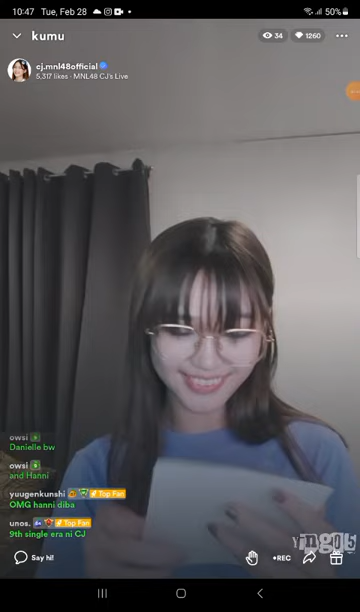 10:47 Tue, Feb 28 • 50%
kumu 34 1260
cj.mnl48official
5,317 likes · MNL48 CJ's Live
owsi
Danielle bw
owsi
and Hanni
yuugenkunshi Top Fan
OMG hanni diba
unos. Top Fan
9th single era ni CJ
Say hi! •REC